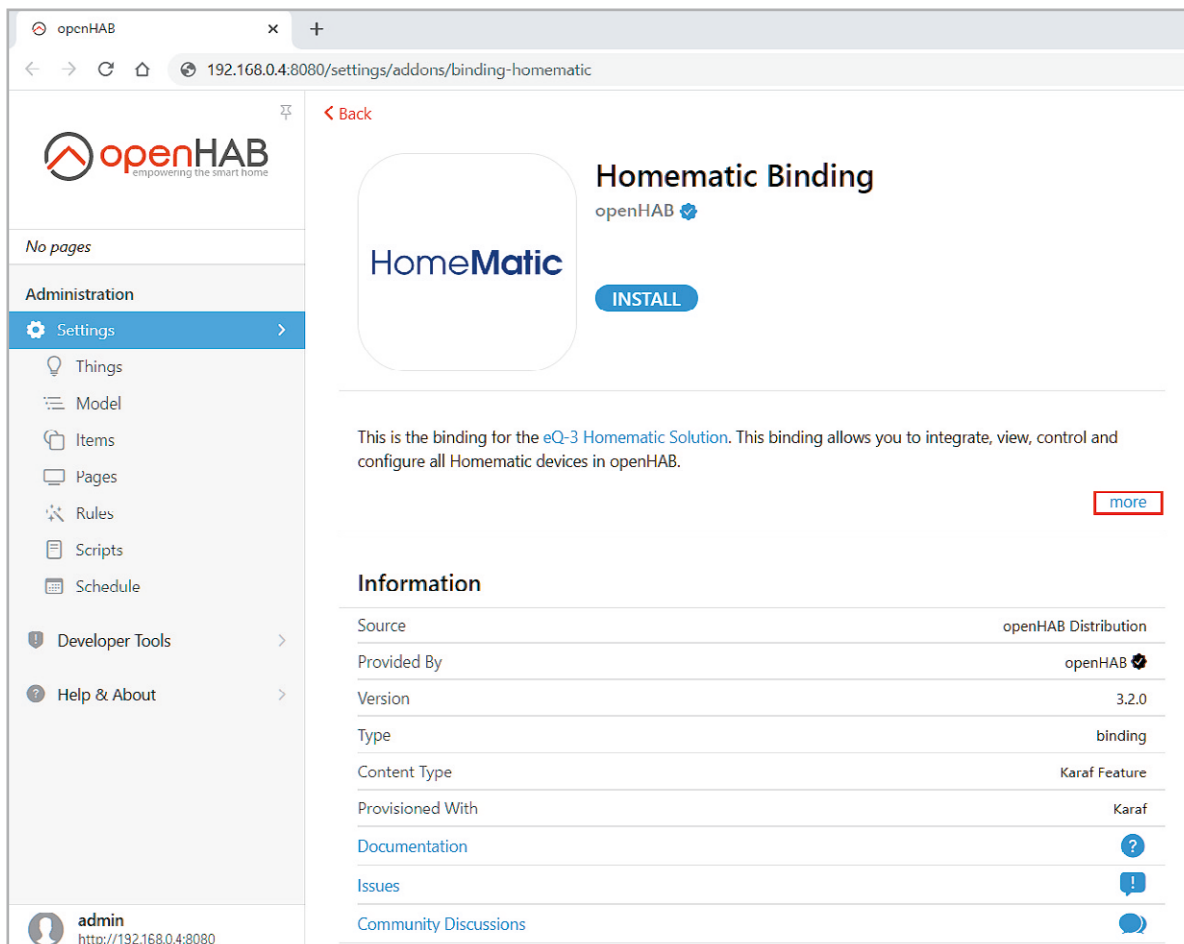 openHAB
192.168.0.4:8080/settings/addons/binding-homematic
openHAB
empowering the smart home
No pages
Administration
Settings
Things
Model
Items
Pages
Rules
Scripts
Schedule
Developer Tools
Help & About
admin
http://192.168.0.4:8080
Back
HomeMatic
Homematic Binding
openHAB
INSTALL
This is the binding for the eQ-3 Homematic Solution. This binding allows you to integrate, view, control and
configure all Homematic devices in openHAB.
more
Information
Source openHAB Distribution
Provided By openHAB
Version 3.2.0
Type binding
Content Type Karaf Feature
Provisioned With Karaf
Documentation
Issues
Community Discussions